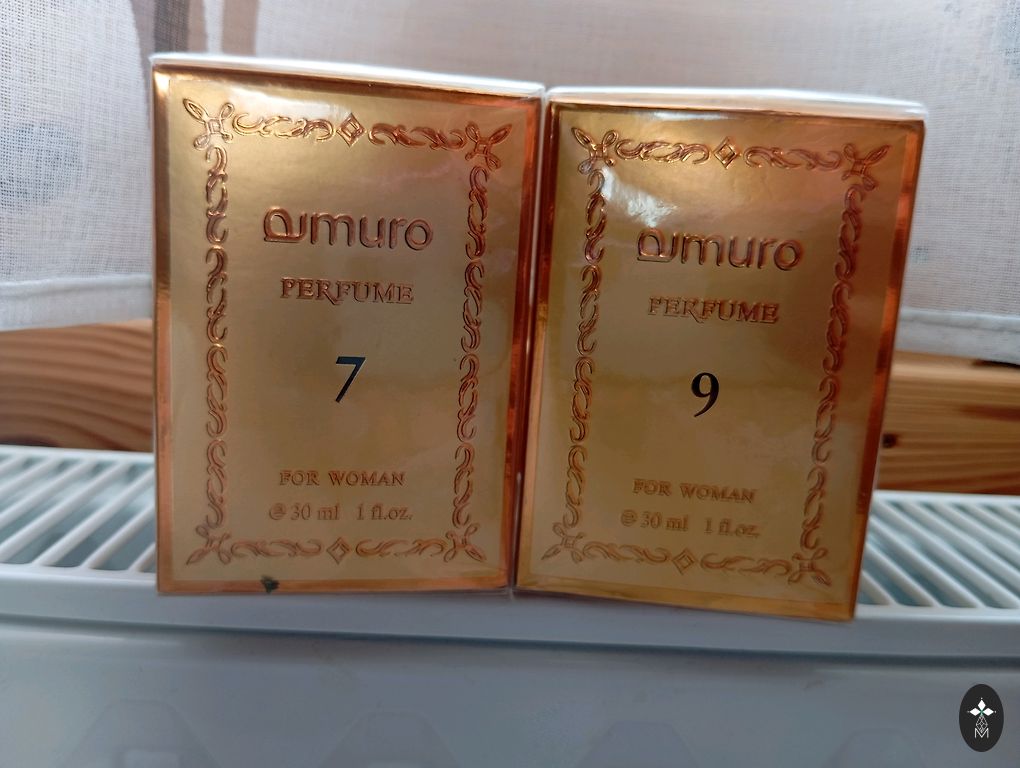 amuro
PERFUME
7
FOR WOMAN
℮ 30 ml 1 fl.oz.
amuro
PERFUME
9
FOR WOMAN
℮ 30 ml 1 fl.oz.
M